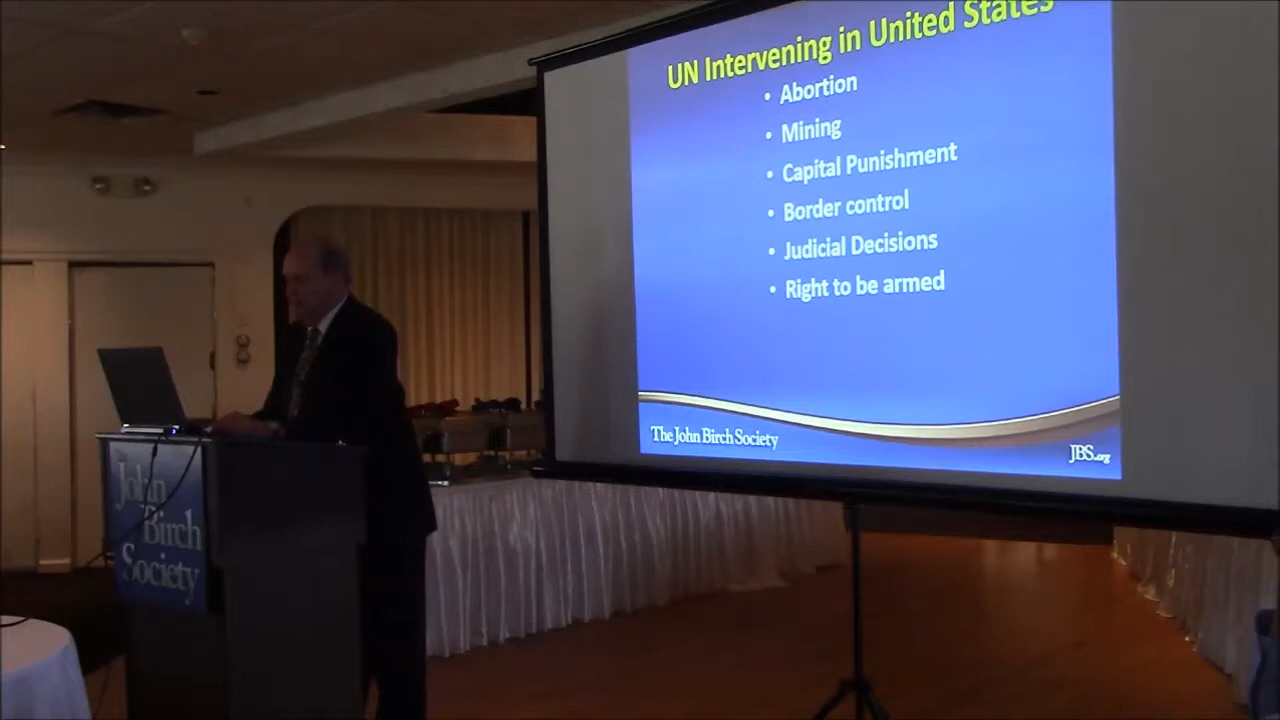 UN Intervening in United States
• Abortion
• Mining
• Capital Punishment
• Border control
• Judicial Decisions
• Right to be armed
The John Birch Society
JBS.org
The
John
Birch
Society